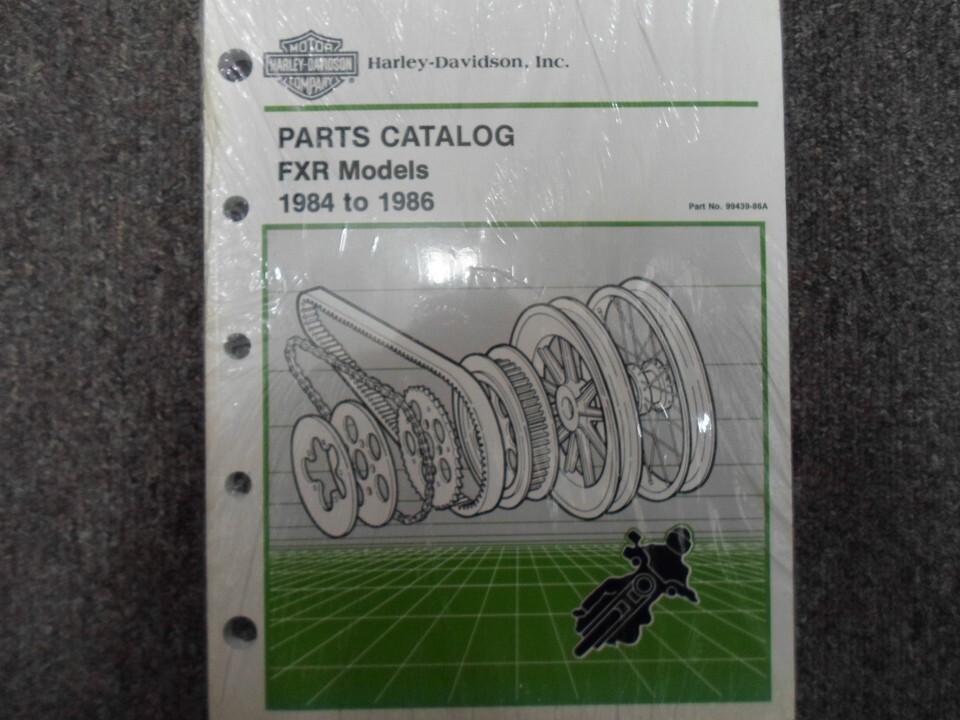 MOTOR
HARLEY-DAVIDSON
COMPANY
®
Harley-Davidson, Inc.
PARTS CATALOG
FXR Models
1984 to 1986
Part No. 99439-86A